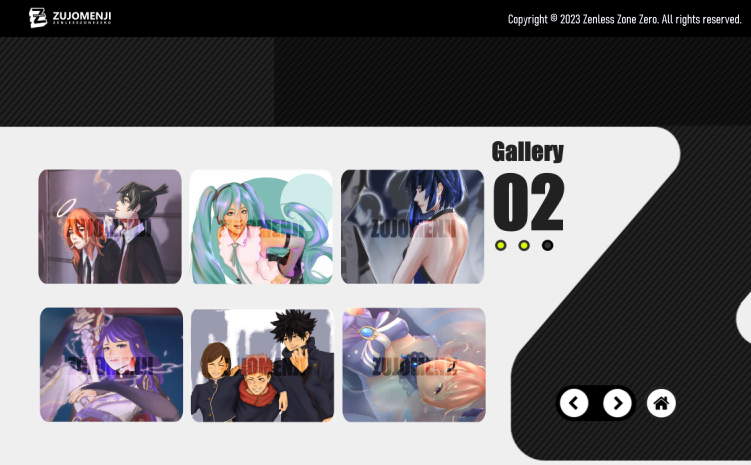 ZUJOMENJI
ZENLESSZONEZERO
Copyright © 2023 Zenless Zone Zero. All rights reserved.
Gallery
02
ZUJOMENJI
ZUJOMENJI
ZUJOMENJI
ZUJOMENJI
ZUJOMENJI
ZUJOMENJI